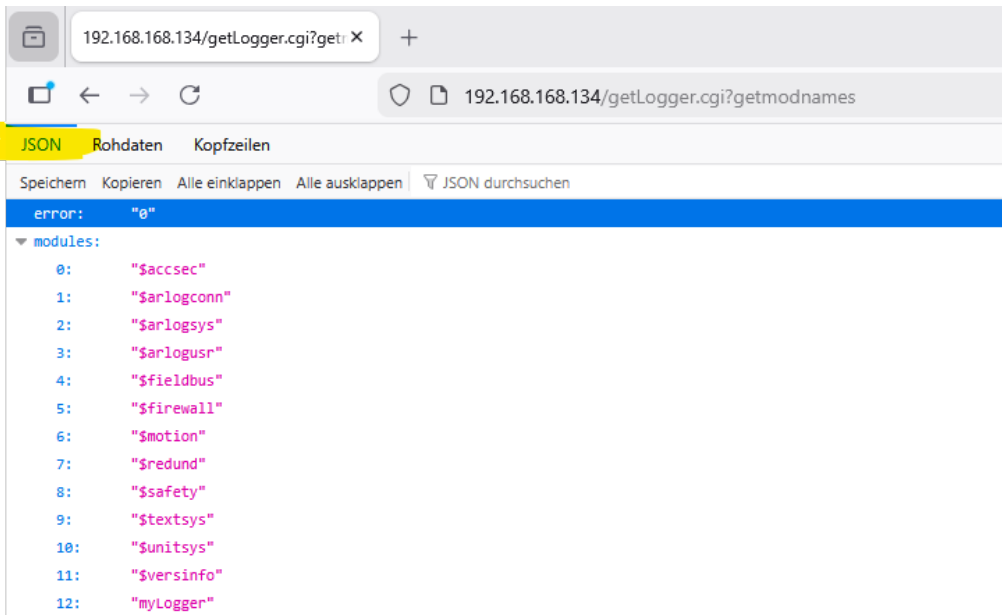 192.168.168.134/getLogger.cgi?getr
192.168.168.134/getLogger.cgi?getmodnames
JSON Rohdaten Kopfzeilen
Speichern Kopieren Alle einklappen Alle ausklappen JSON durchsuchen
error: "0"
modules:
0: "$accsec"
1: "$arlogconn"
2: "$arlogsys"
3: "$arlogusr"
4: "$fieldbus"
5: "$firewall"
6: "$motion"
7: "$redund"
8: "$safety"
9: "$textsys"
10: "$unitsys"
11: "$versinfo"
12: "myLogger"